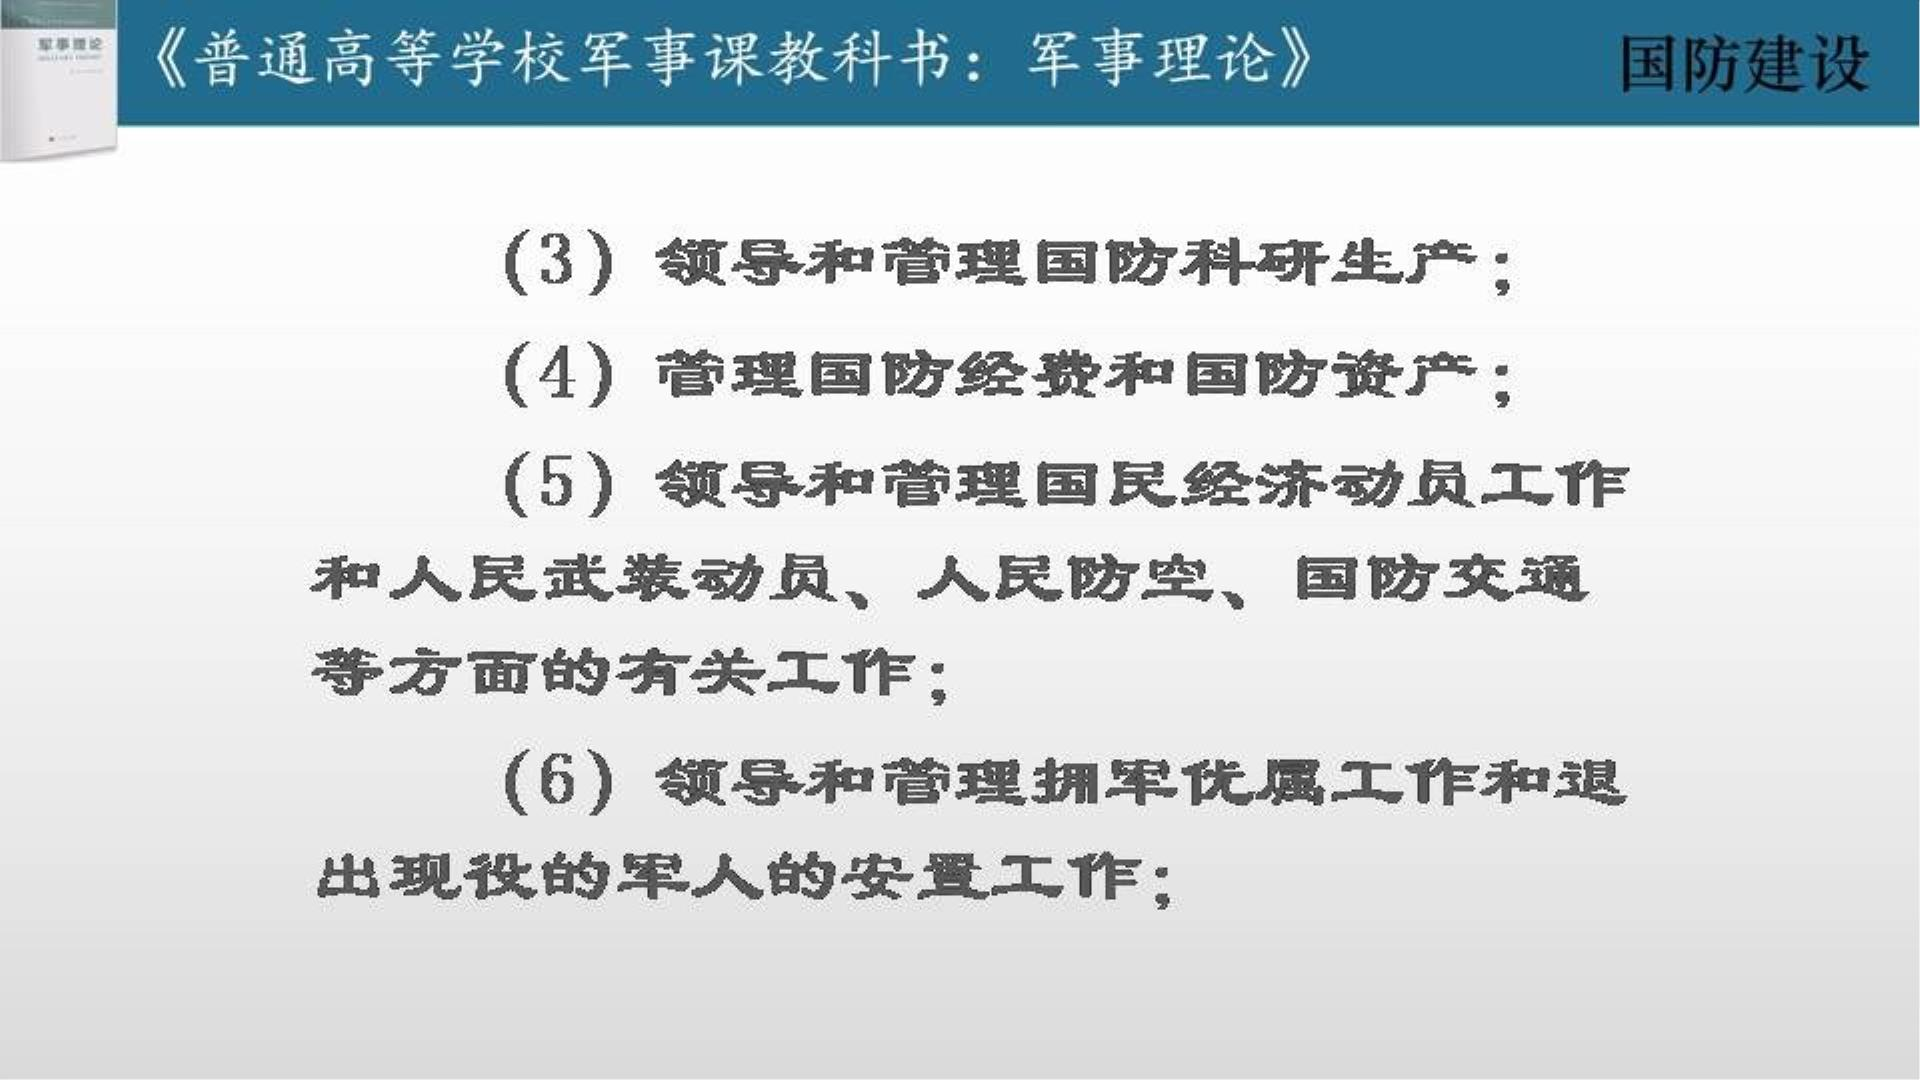 军事理论
《普通高等学校军事课教科书：军事理论》
国防建设
（3）领导和管理国防科研生产；
（4）管理国防经费和国防资产；
（5）领导和管理国民经济动员工作
和人民武装动员、人民防空、国防交通
等方面的有关工作；
（6）领导和管理拥军优属工作和退
出现役的军人的安置工作；